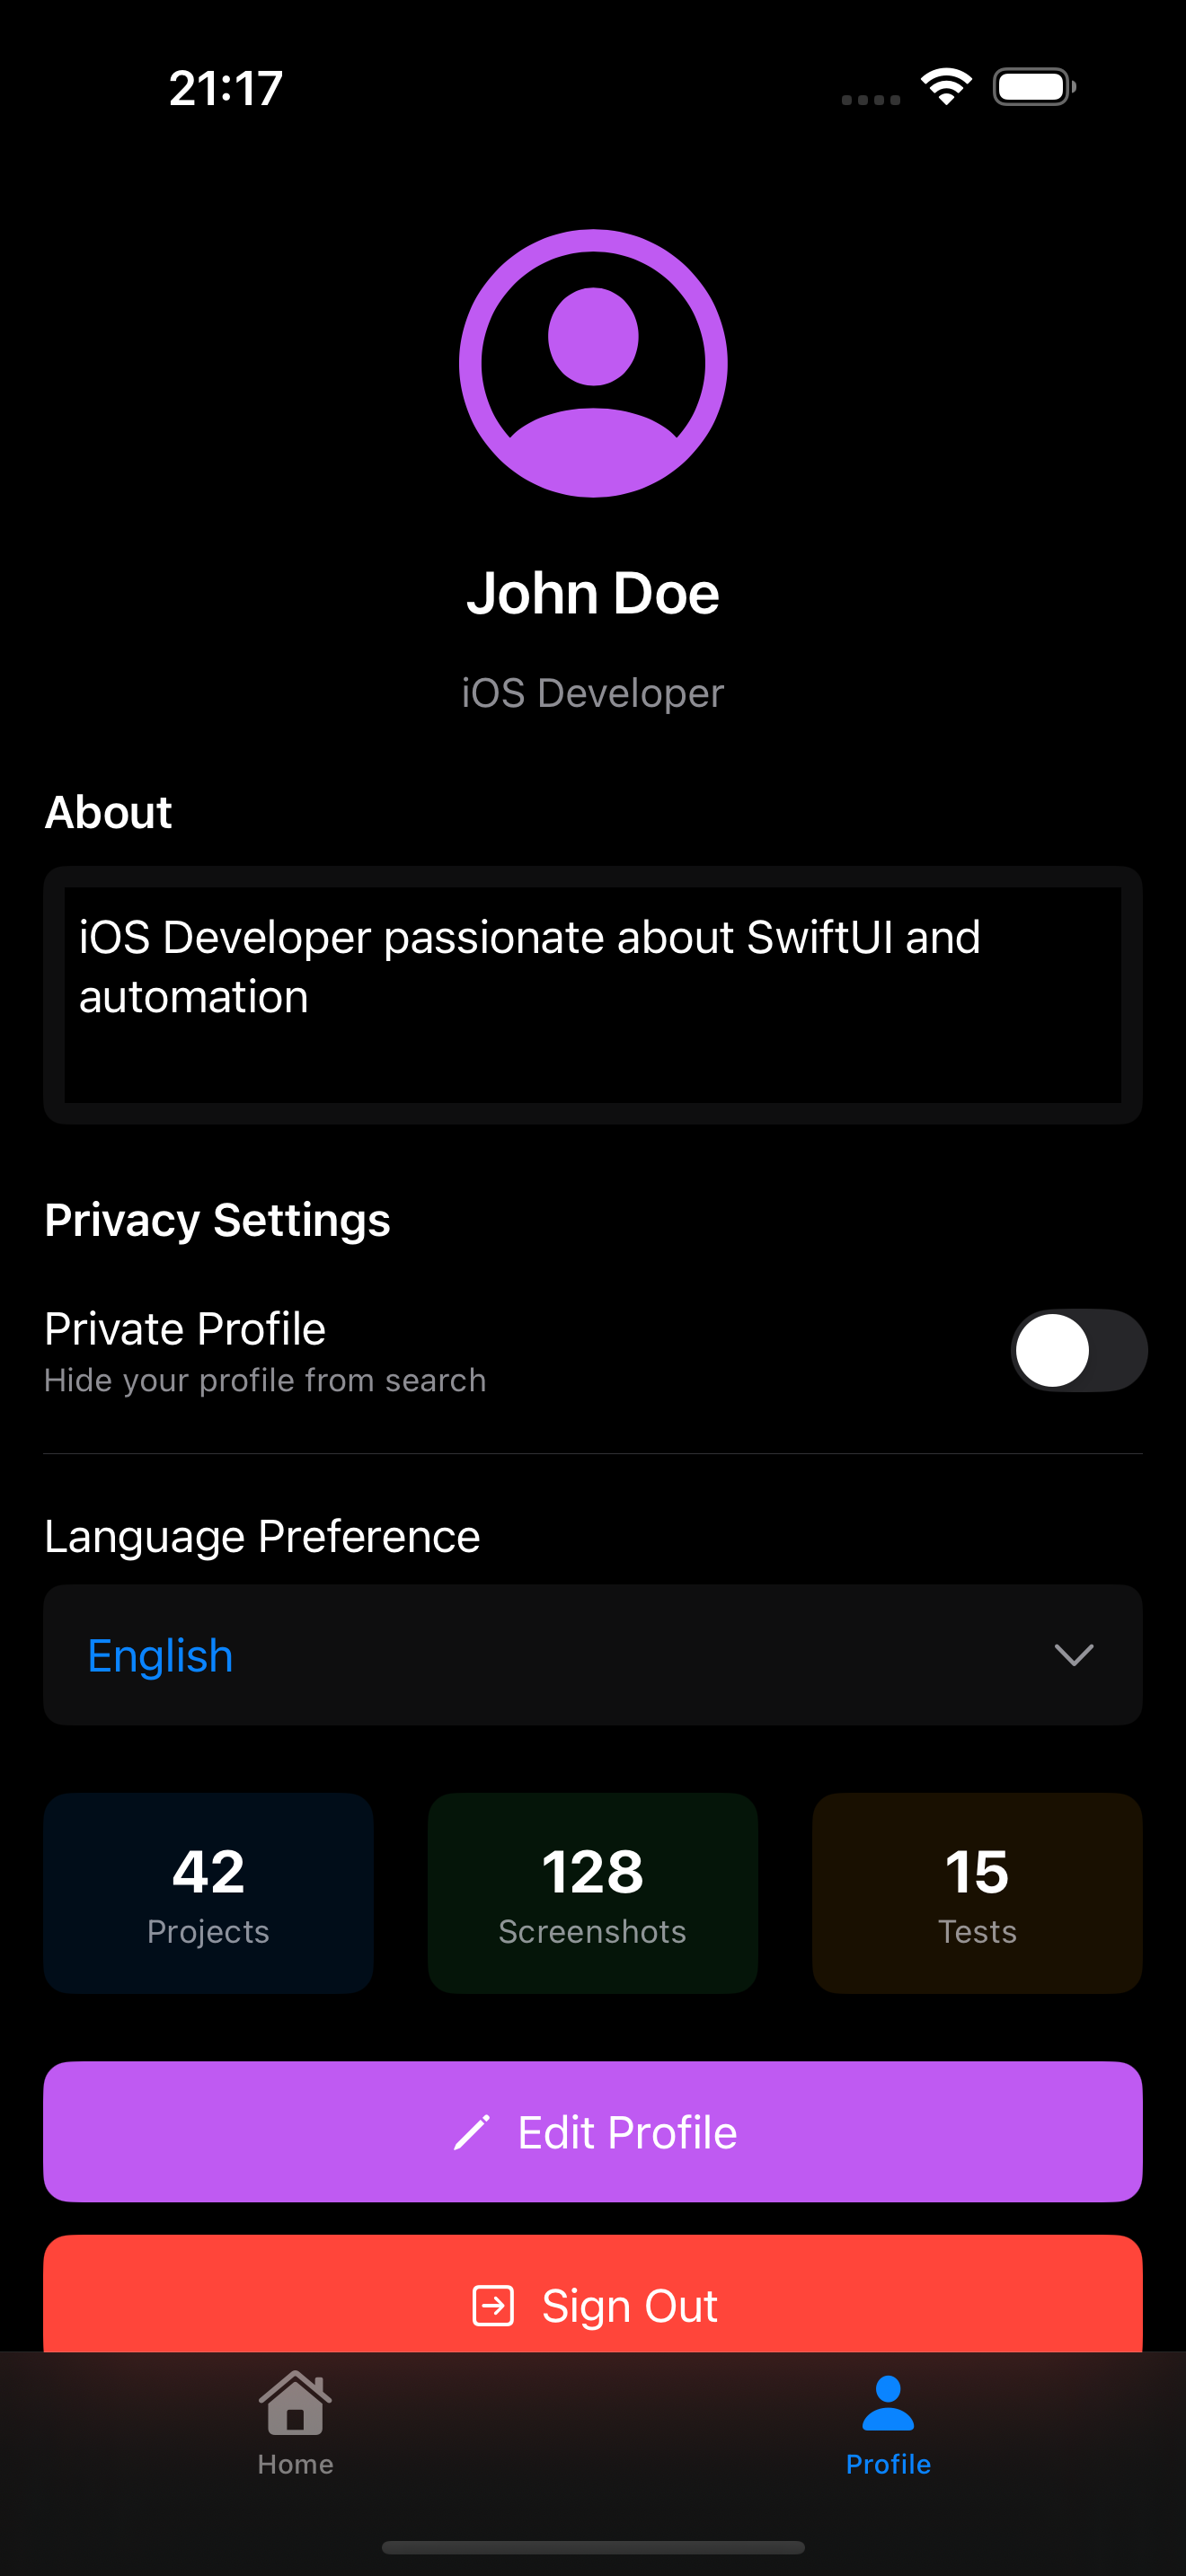 21:17
John Doe
iOS Developer
About
iOS Developer passionate about SwiftUI and
automation
Privacy Settings
Private Profile
Hide your profile from search
Language Preference
English
42
Projects
128
Screenshots
15
Tests
Edit Profile
Sign Out
Home
Profile